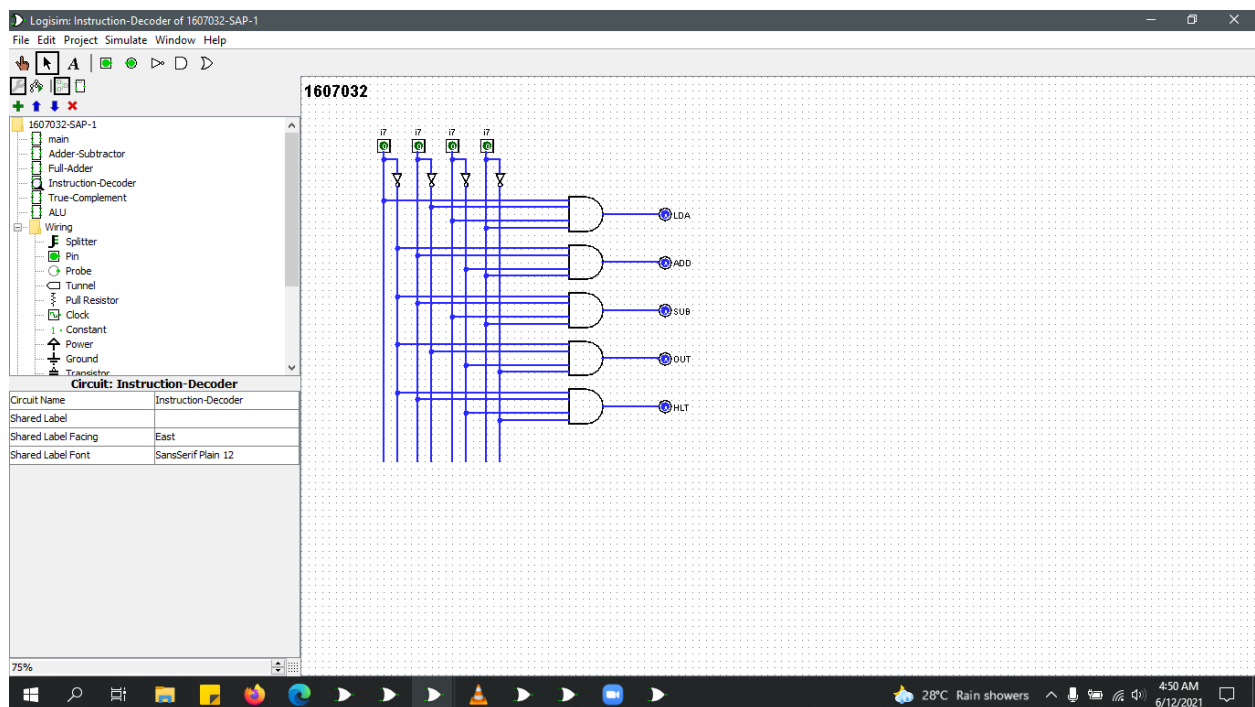 Logisim: Instruction-Decoder of 1607032-SAP-1
File Edit Project Simulate Window Help
A
1607032-SAP-1
main
Adder-Subtractor
Full-Adder
Instruction-Decoder
True-Complement
ALU
Wiring
Splitter
Pin
Probe
Tunnel
Pull Resistor
Clock
Constant
Power
Ground
Transistor
Circuit: Instruction-Decoder
Circuit Name Instruction-Decoder
Shared Label
Shared Label Facing East
Shared Label Font SansSerif Plain 12
75%
1607032
i7 i7 i7 i7
LDA
ADD
SUB
OUT
HLT
28°C Rain showers
4:50 AM
6/12/2021